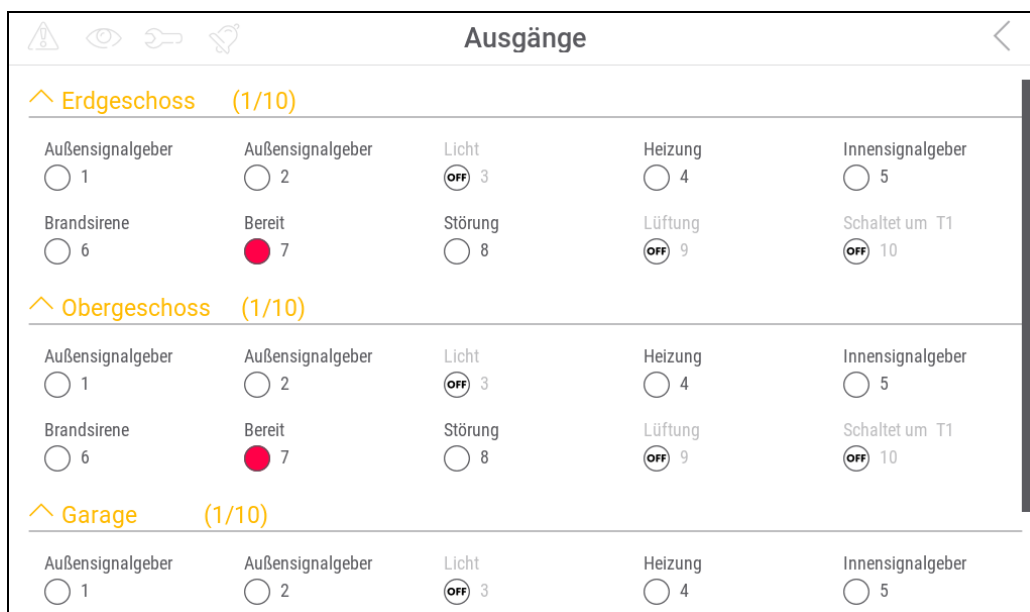 Ausgänge
Erdgeschoss (1/10)
Außensignalgeber Außensignalgeber Licht Heizung Innensignalgeber
1 2 OFF 3 4 5
Brandsirene Bereit Störung Lüftung Schaltet um T1
6 7 8 OFF 9 OFF 10
Obergeschoss (1/10)
Außensignalgeber Außensignalgeber Licht Heizung Innensignalgeber
1 2 OFF 3 4 5
Brandsirene Bereit Störung Lüftung Schaltet um T1
6 7 8 OFF 9 OFF 10
Garage (1/10)
Außensignalgeber Außensignalgeber Licht Heizung Innensignalgeber
1 2 OFF 3 4 5